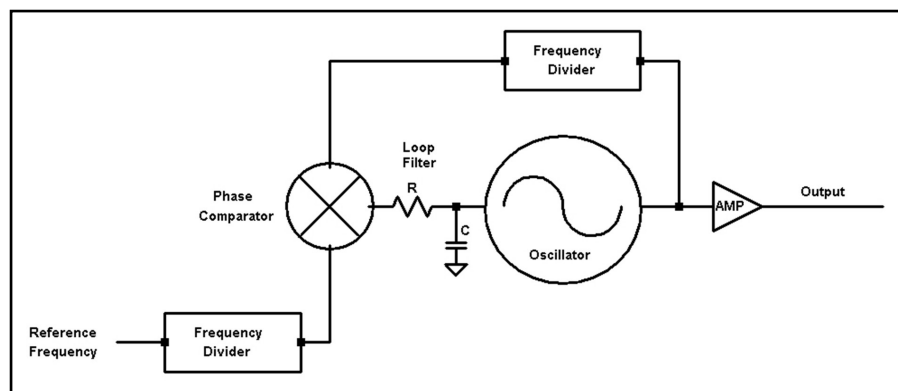 Frequency
Divider
Loop
Filter
R
Phase
Comparator
C
Oscillator
AMP
Output
Reference
Frequency
Frequency
Divider